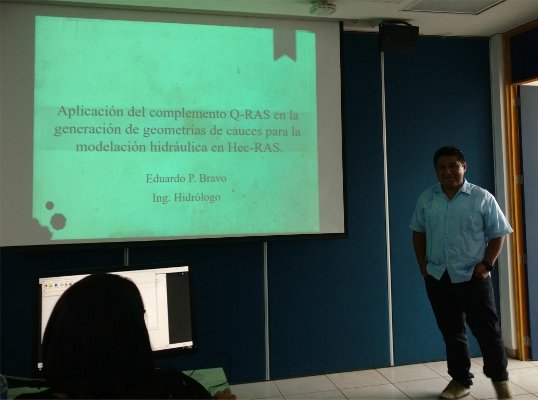 Aplicación del complemento Q-RAS en la
generación de geometrías de cauces para la
modelación hidráulica en Hec-RAS.
Eduardo P. Bravo
Ing. Hidrólogo